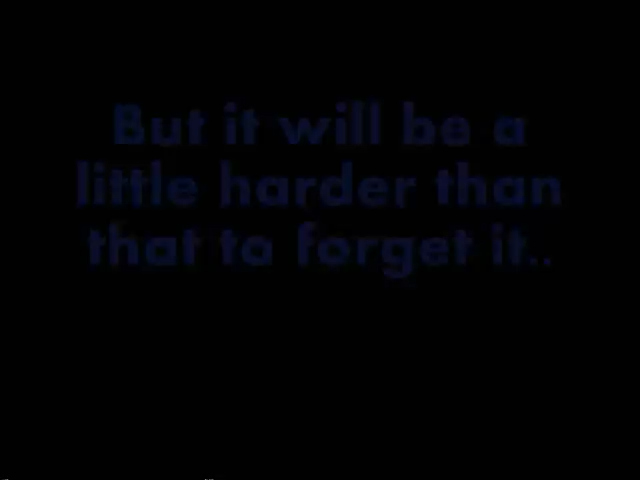 But it will be a
little harder than
that to forget it..